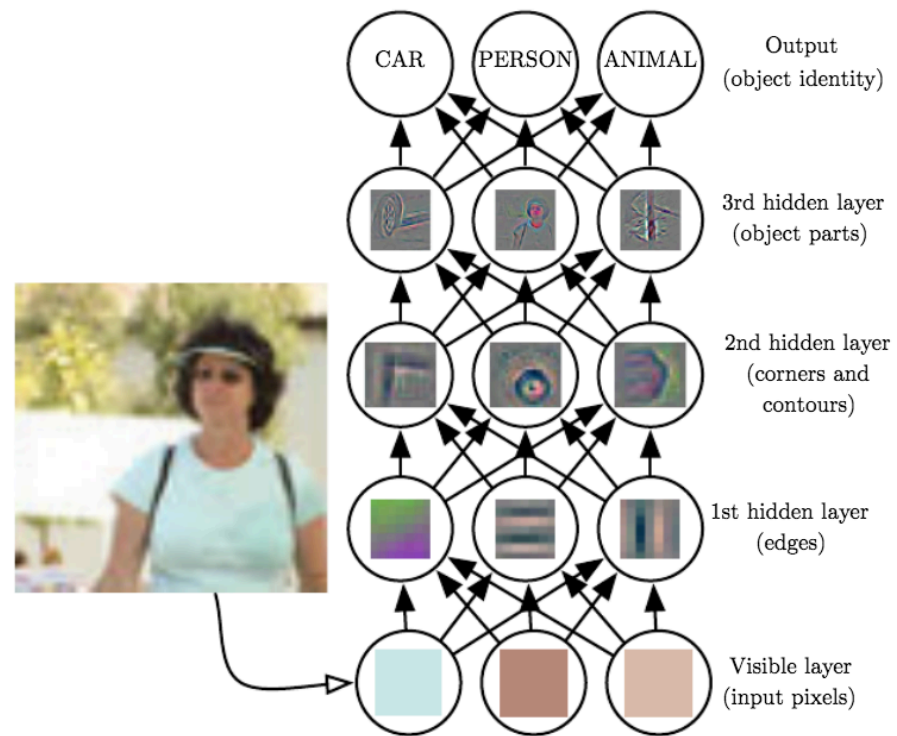 CAR PERSON ANIMAL
Output
(object identity)
3rd hidden layer
(object parts)
2nd hidden layer
(corners and
contours)
1st hidden layer
(edges)
Visible layer
(input pixels)